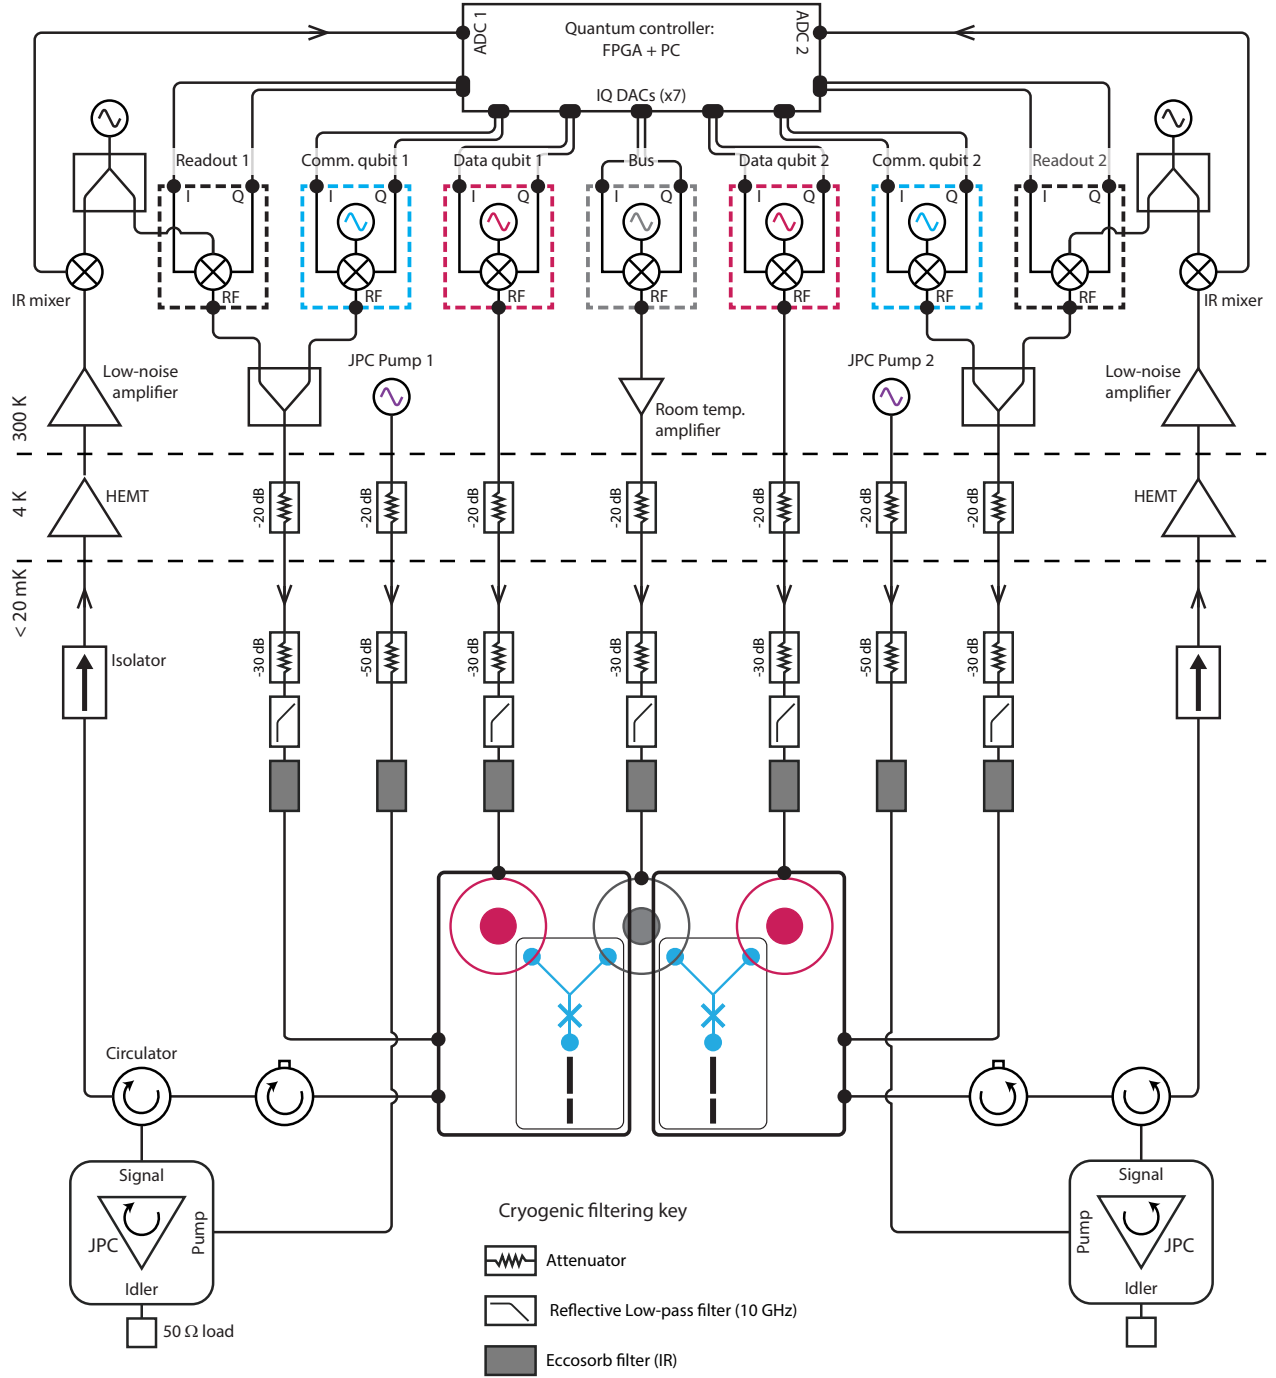 Quantum controller:
FPGA + PC
ADC 1
ADC 2
IQ DACs (x7)
Readout 1
Comm. qubit 1
Data qubit 1
Bus
Data qubit 2
Comm. qubit 2
Readout 2
I Q
I Q
I Q
I Q
I Q
I Q
I Q
RF
RF
RF
RF
RF
RF
RF
IR mixer
IR mixer
JPC Pump 1
JPC Pump 2
Low-noise
amplifier
Room temp.
amplifier
Low-noise
amplifier
300 K
4 K
HEMT
-20 dB
-20 dB
-20 dB
-20 dB
-20 dB
-20 dB
-20 dB
HEMT
< 20 mK
Isolator
-30 dB
-50 dB
-30 dB
-30 dB
-30 dB
-50 dB
-30 dB
Circulator
Signal
JPC
Pump
Idler
50 Ω load
Signal
Pump
JPC
Idler
Cryogenic filtering key
Attenuator
Reflective Low-pass filter (10 GHz)
Eccosorb filter (IR)